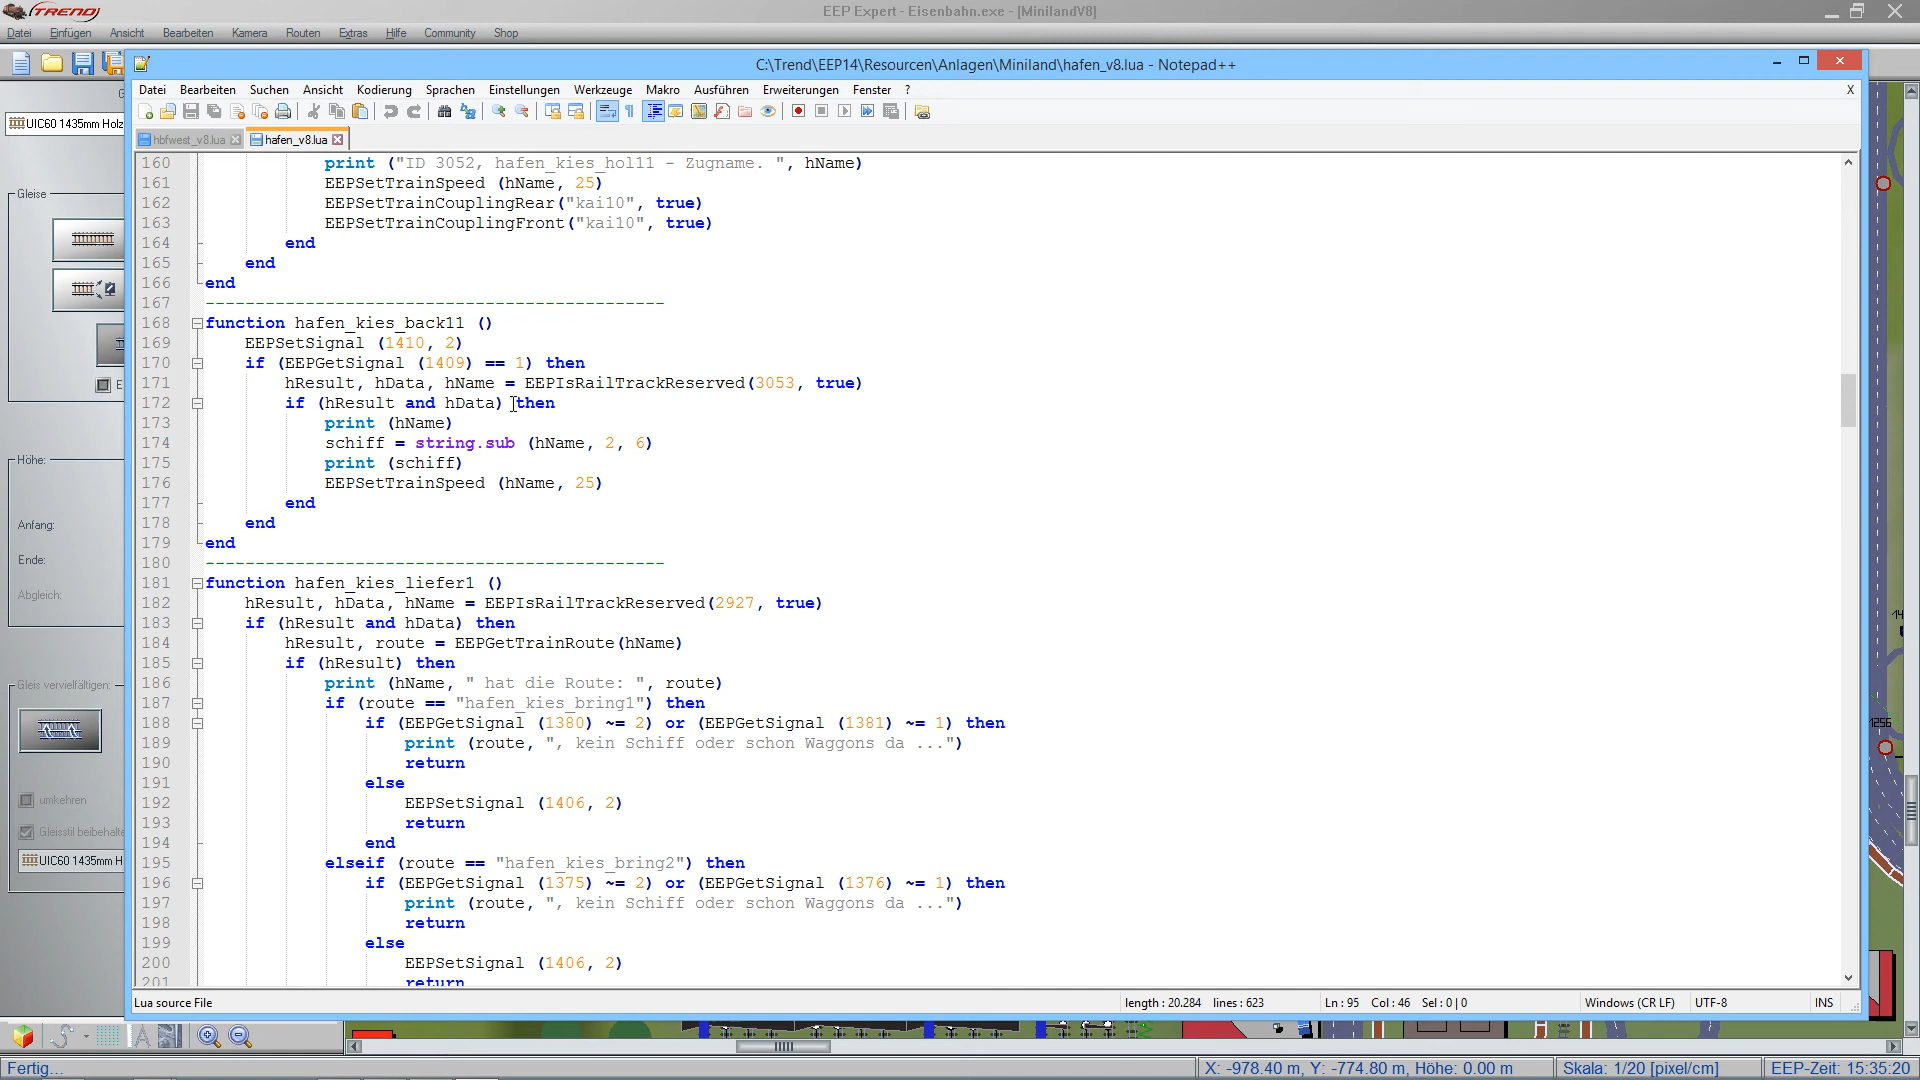 TREND
EEP Expert - Eisenbahn.exe - [MinilandV8]
Datei Einfügen Ansicht Bearbeiten Kamera Routen Extras Hilfe Community Shop
C:\Trend\EEP14\Resourcen\Anlagen\Miniland\hafen_v8.lua - Notepad++
Datei Bearbeiten Suchen Ansicht Kodierung Sprachen Einstellungen Werkzeuge Makro Ausführen Erweiterungen Fenster ? X
UIC60 1435mm Holz
hbfwest_v8.lua hafen_v8.lua
160 print ("ID 3052, hafen_kies_hol11 - Zugname. ", hName)
161 EEPSetTrainSpeed (hName, 25)
162 EEPSetTrainCouplingRear("kai10", true)
163 EEPSetTrainCouplingFront("kai10", true)
164 end
165 end
166 end
167 ----------------------------------------------
168 function hafen_kies_back11 ()
169 EEPSetSignal (1410, 2)
170 if (EEPGetSignal (1409) == 1) then
171 hResult, hData, hName = EEPIsRailTrackReserved(3053, true)
172 if (hResult and hData) then
173 print (hName)
174 schiff = string.sub (hName, 2, 6)
175 print (schiff)
176 EEPSetTrainSpeed (hName, 25)
177 end
178 end
179 end
180 ----------------------------------------------
181 function hafen_kies_liefer1 ()
182 hResult, hData, hName = EEPIsRailTrackReserved(2927, true)
183 if (hResult and hData) then
184 hResult, route = EEPGetTrainRoute(hName)
185 if (hResult) then
186 print (hName, " hat die Route: ", route)
187 if (route == "hafen_kies_bring1") then
188 if (EEPGetSignal (1380) ~= 2) or (EEPGetSignal (1381) ~= 1) then
189 print (route, ", kein Schiff oder schon Waggons da ...")
190 return
191 else
192 EEPSetSignal (1406, 2)
193 return
194 end
195 elseif (route == "hafen_kies_bring2") then
196 if (EEPGetSignal (1375) ~= 2) or (EEPGetSignal (1376) ~= 1) then
197 print (route, ", kein Schiff oder schon Waggons da ...")
198 return
199 else
200 EEPSetSignal (1406, 2)
201 return
Gleise
Höhe:
Anfang:
Ende:
Abgleich:
Gleis vervielfältigen:
umkehren
Gleisstil beibehalte
UIC60 1435mm H
1256
Lua source File length : 20.284 lines : 623 Ln : 95 Col : 46 Sel : 0 | 0 Windows (CR LF) UTF-8 INS
Fertig... X: -978.40 m, Y: -774.80 m, Höhe: 0.00 m Skala: 1/20 [pixel/cm] EEP-Zeit: 15:35:20